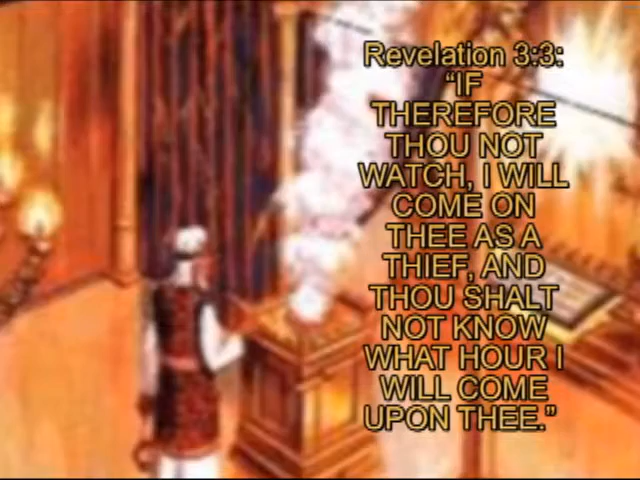 Revelation 3:3:
“IF
THEREFORE
THOU NOT
WATCH, I WILL
COME ON
THEE AS A
THIEF, AND
THOU SHALT
NOT KNOW
WHAT HOUR I
WILL COME
UPON THEE.”